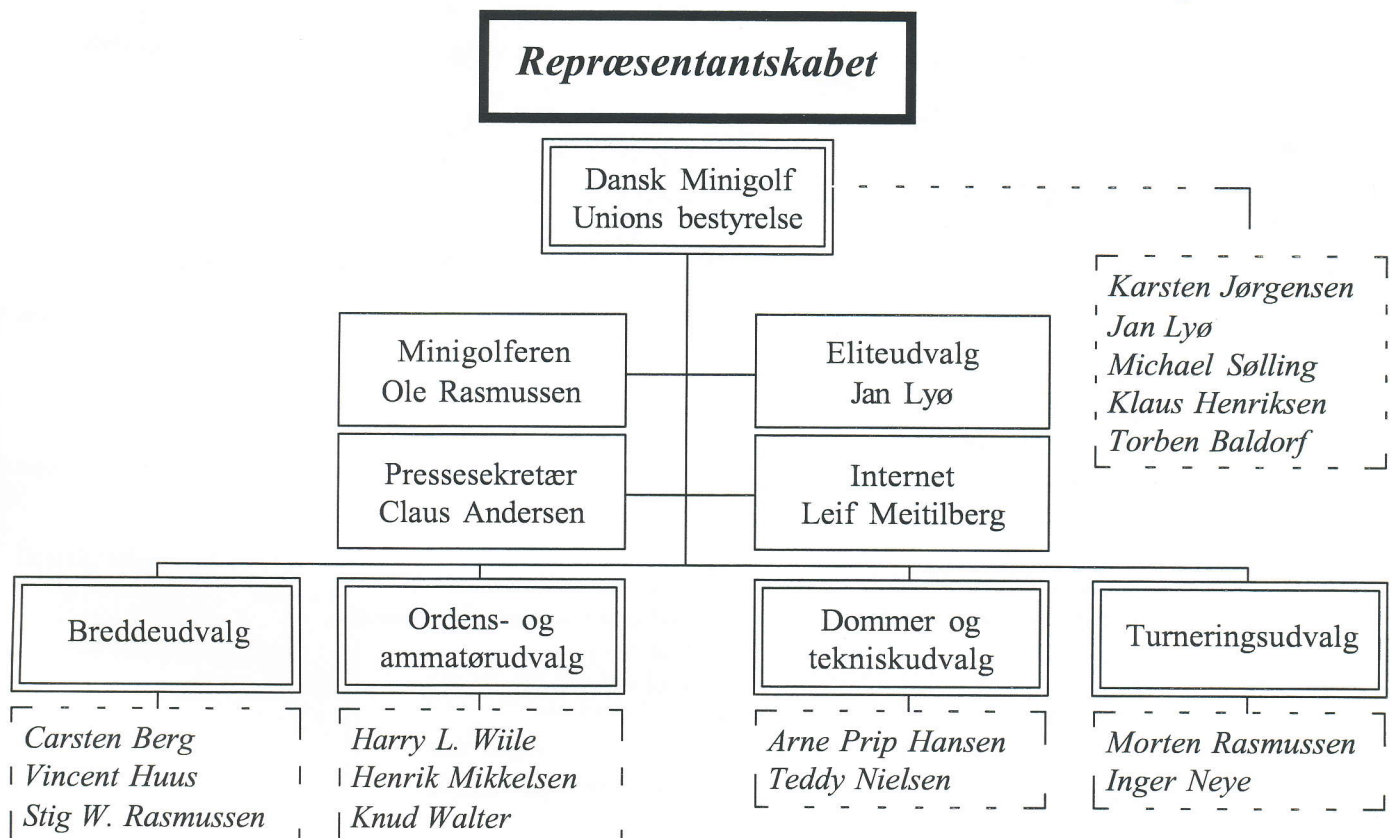 Repræsentantskabet
Dansk Minigolf
Unions bestyrelse
Karsten Jørgensen
Jan Lyø
Michael Sølling
Klaus Henriksen
Torben Baldorf
Minigolferen
Ole Rasmussen
Eliteudvalg
Jan Lyø
Pressesekretær
Claus Andersen
Internet
Leif Meitilberg
Breddeudvalg
Ordens- og
ammatørudvalg
Dommer og
tekniskudvalg
Turneringsudvalg
Carsten Berg
Vincent Huus
Stig W. Rasmussen
Harry L. Wiile
Henrik Mikkelsen
Knud Walter
Arne Prip Hansen
Teddy Nielsen
Morten Rasmussen
Inger Neye